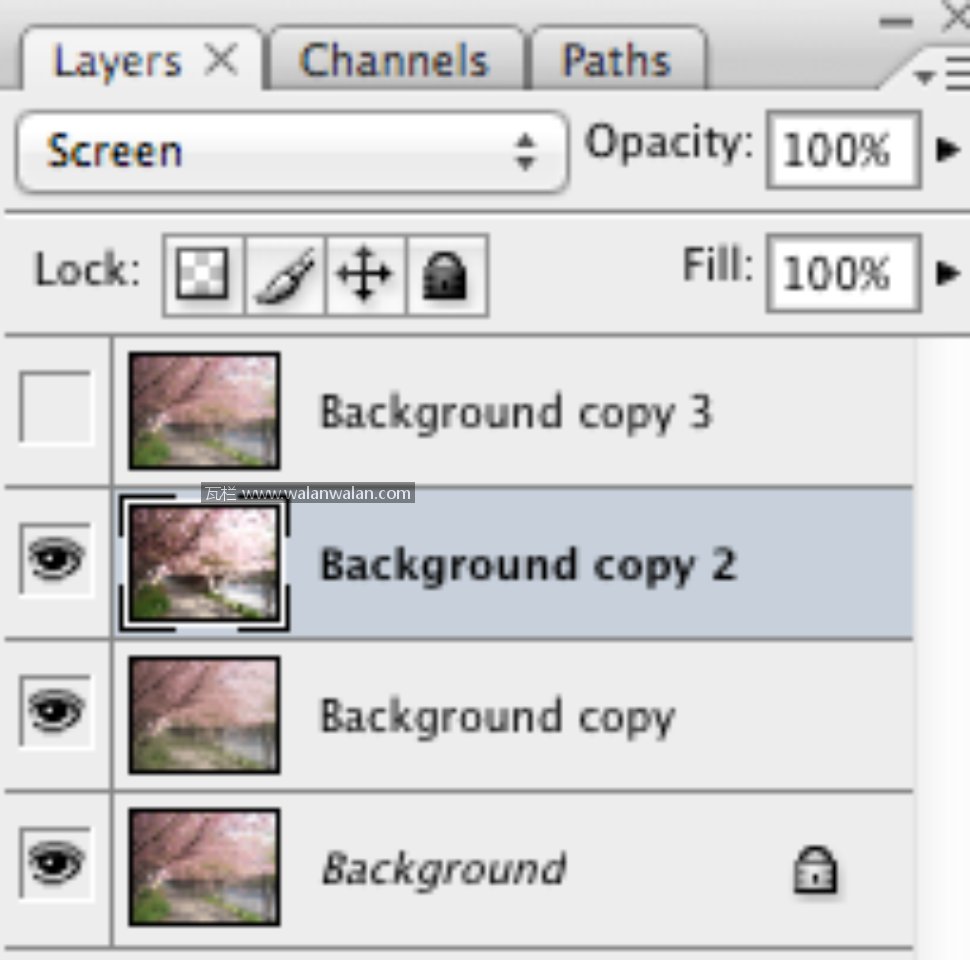 Layers Channels Paths
Screen Opacity: 100%
Lock: Fill: 100%
Background copy 3
瓦栏 www.walanwalan.com
Background copy 2
Background copy
Background